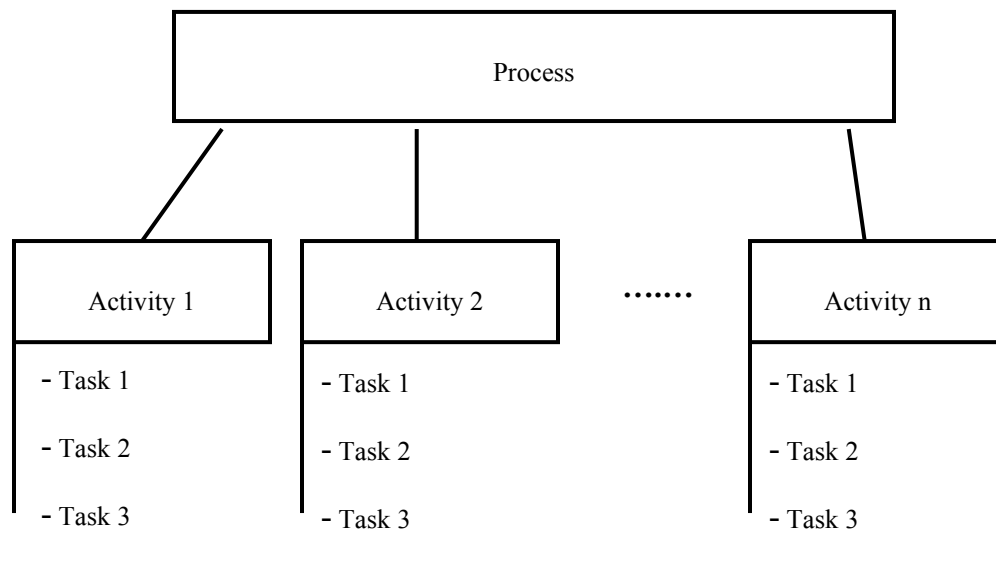 Process
Activity 1
Activity 2
.......
Activity n
- Task 1
- Task 2
- Task 3
- Task 1
- Task 2
- Task 3
- Task 1
- Task 2
- Task 3